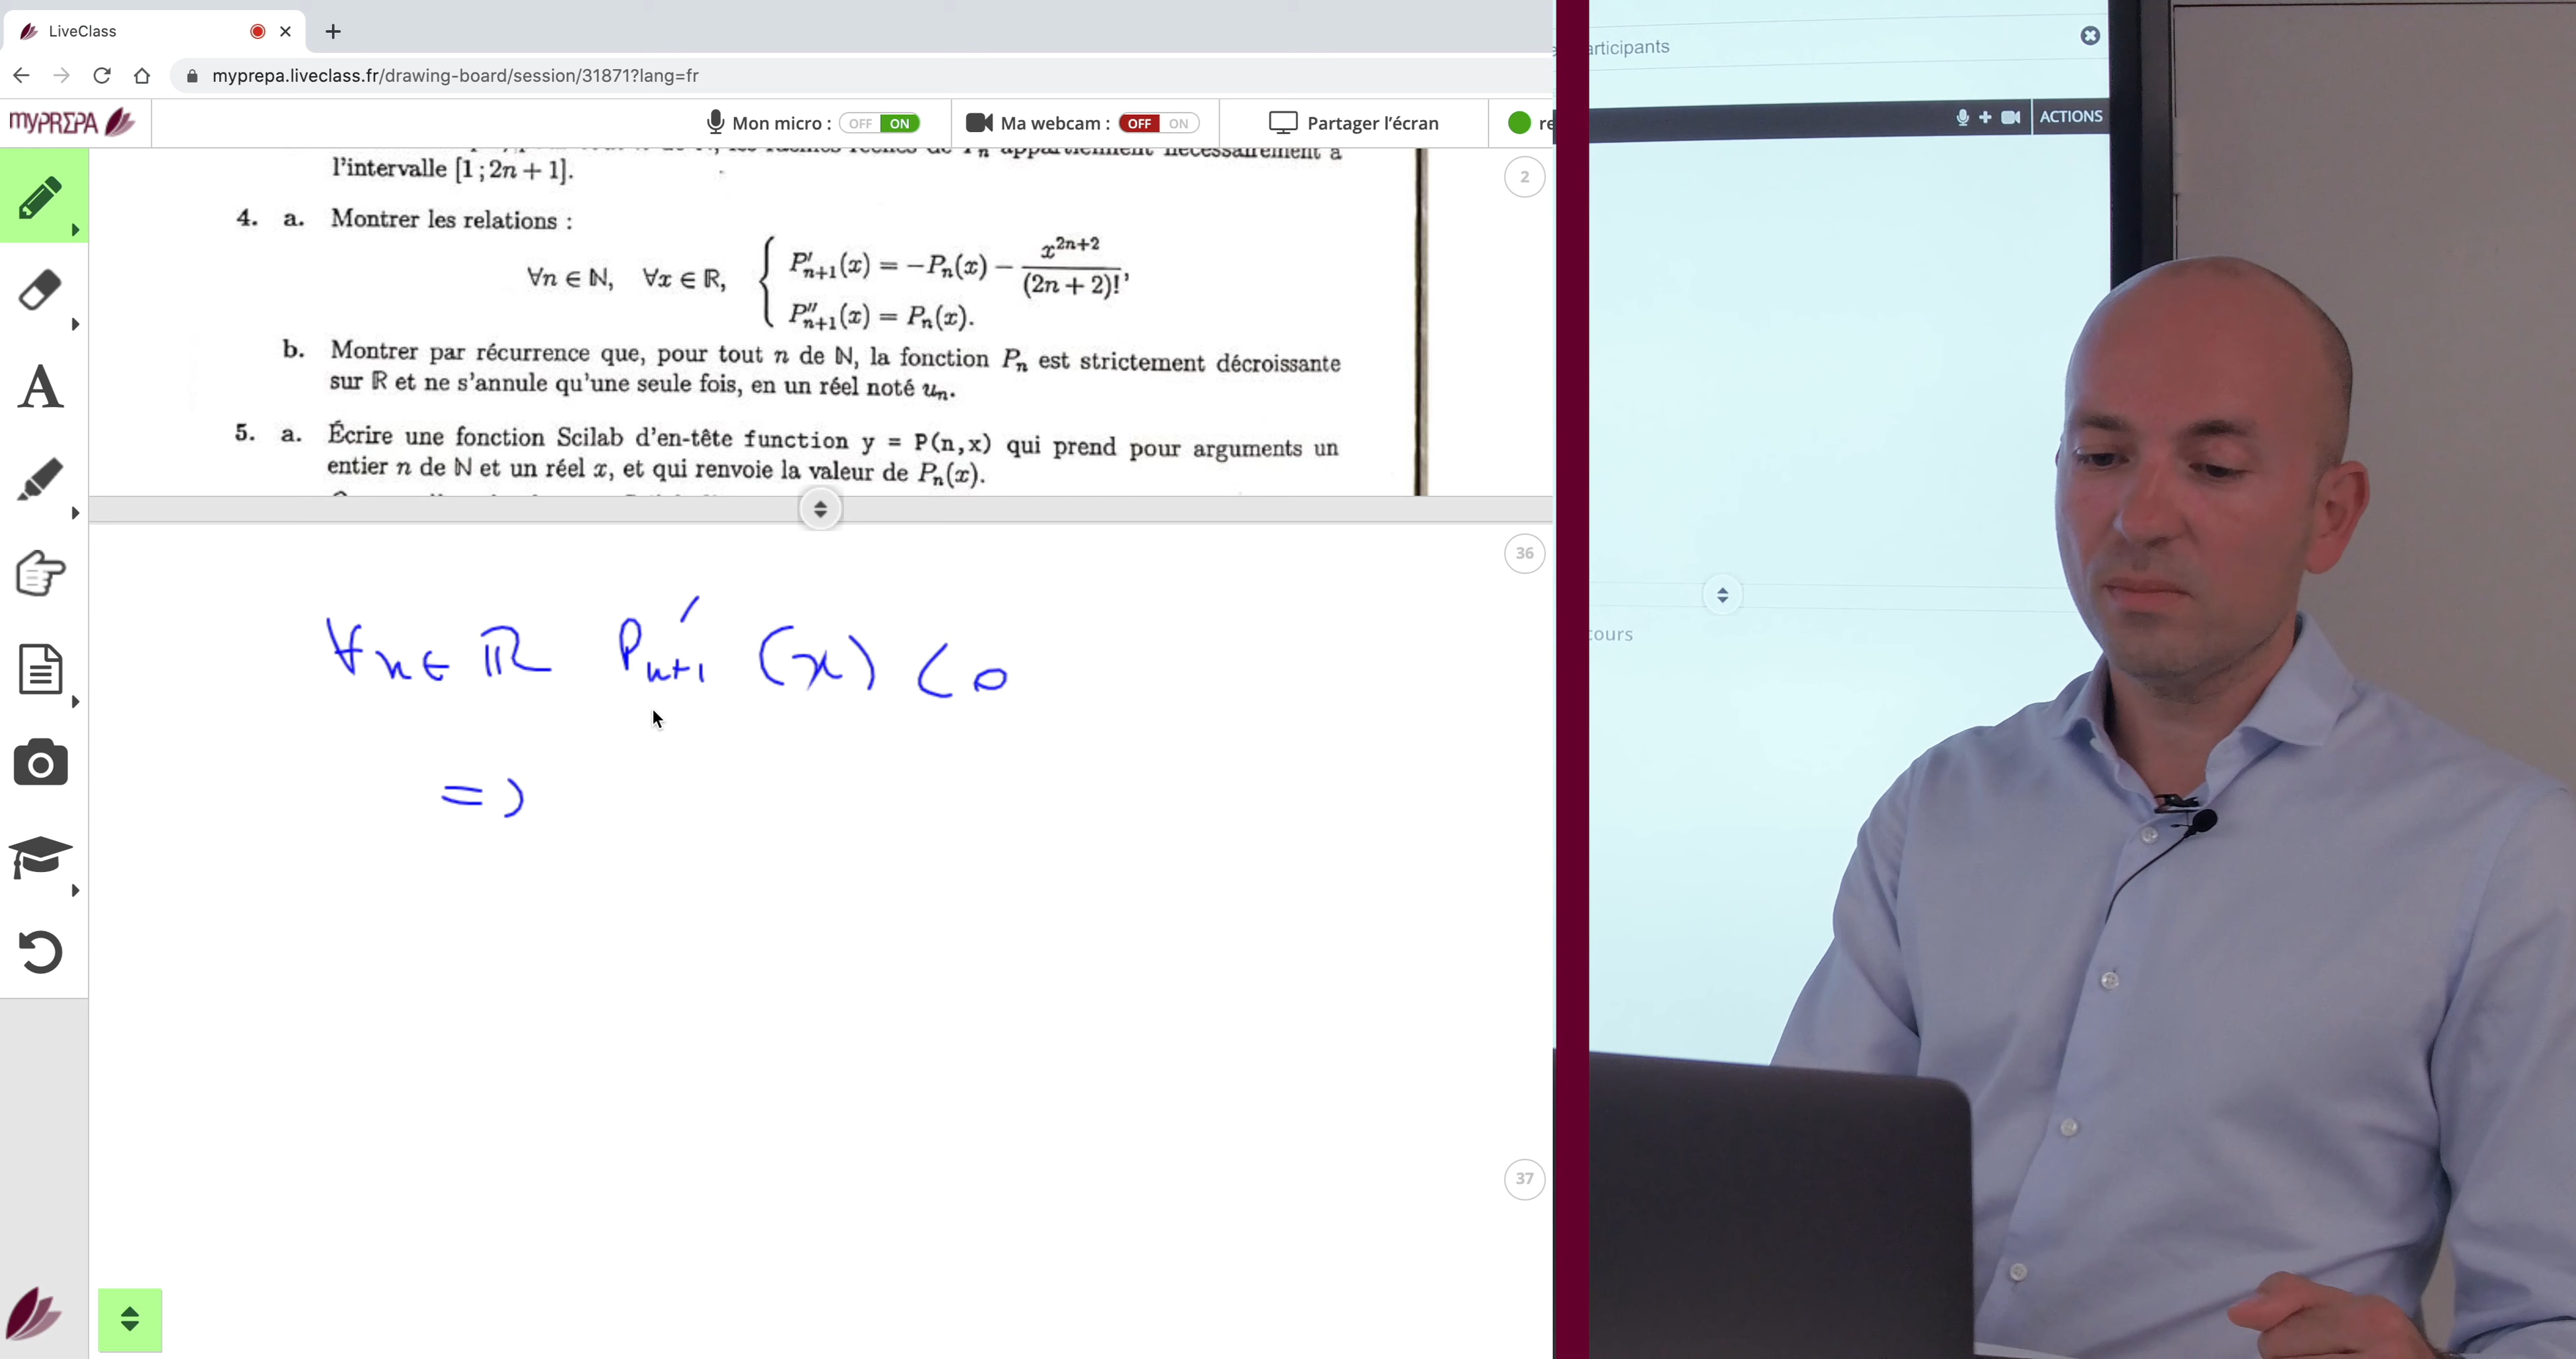 LiveClass
myprepa.liveclass.fr/drawing-board/session/31871?lang=fr
myPRΣPA
Mon micro : OFF ON
Ma webcam : OFF ON
Partager l'écran
re
l'intervalle [1 ; 2n + 1].
2
4. a. Montrer les relations :
∀n ∈ ℕ, ∀x ∈ ℝ, { P′ₙ₊₁(x) = −Pₙ(x) − x²ⁿ⁺²/(2n + 2)!,
P″ₙ₊₁(x) = Pₙ(x).
b. Montrer par récurrence que, pour tout n de ℕ, la fonction Pₙ est strictement décroissante
sur ℝ et ne s'annule qu'une seule fois, en un réel noté uₙ.
5. a. Écrire une fonction Scilab d'en-tête function y = P(n,x) qui prend pour arguments un
entier n de ℕ et un réel x, et qui renvoie la valeur de Pₙ(x).
36
∀x ∈ ℝ P′ₙ₊₁ (x) < 0
=>
37
articipants
ACTIONS
cours